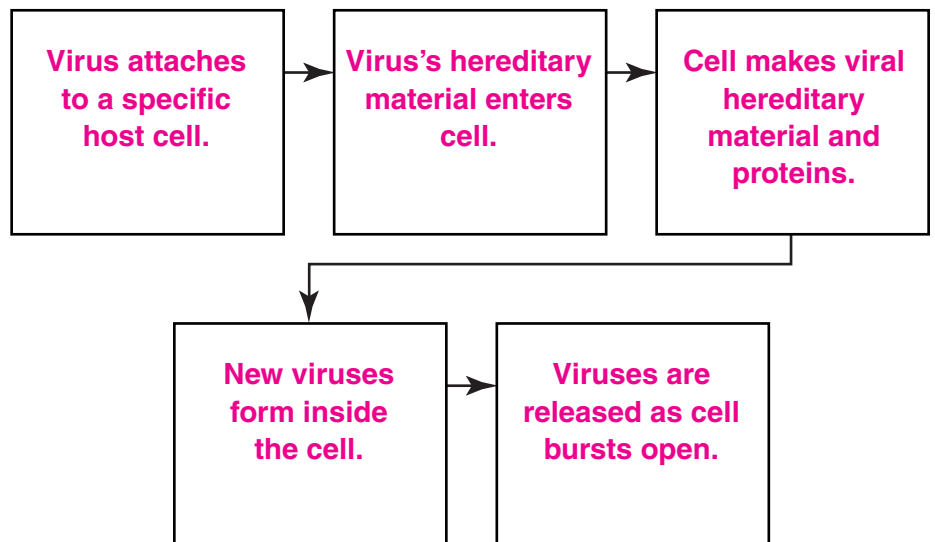 Virus attaches
to a specific
host cell.
Virus's hereditary
material enters
cell.
Cell makes viral
hereditary
material and
proteins.
New viruses
form inside
the cell.
Viruses are
released as cell
bursts open.